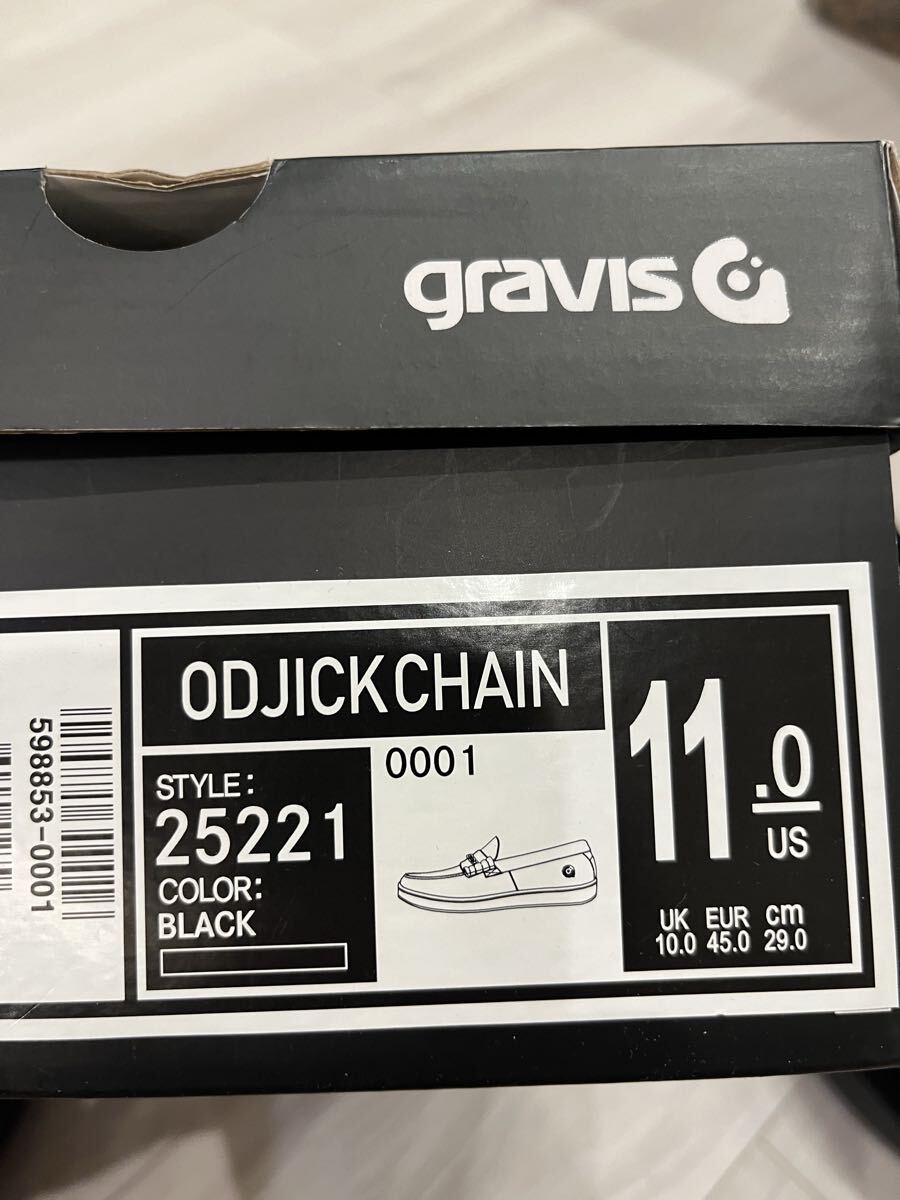 gravis
598853-0001
ODJICKCHAIN
0001
STYLE:
25221
COLOR:
BLACK
11.0
US
UK EUR cm
10.0 45.0 29.0